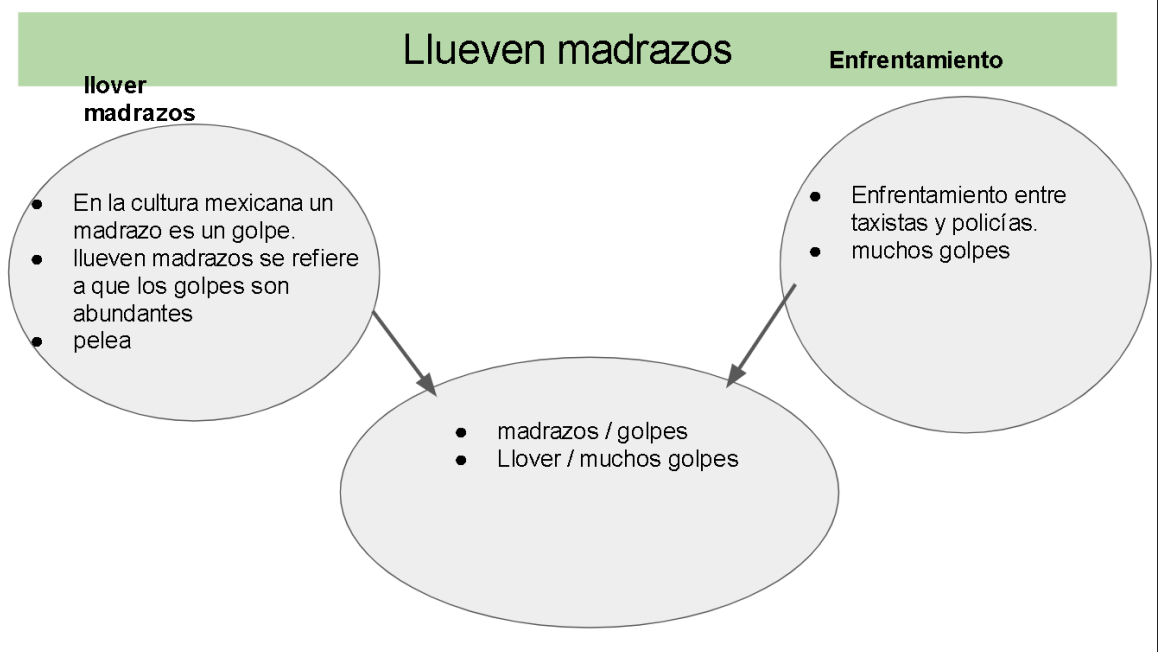 Llueven madrazos
Enfrentamiento
llover
madrazos
● En la cultura mexicana un
madrazo es un golpe.
● llueven madrazos se refiere
a que los golpes son
abundantes
● pelea
● Enfrentamiento entre
taxistas y policías.
● muchos golpes
● madrazos / golpes
● Llover / muchos golpes